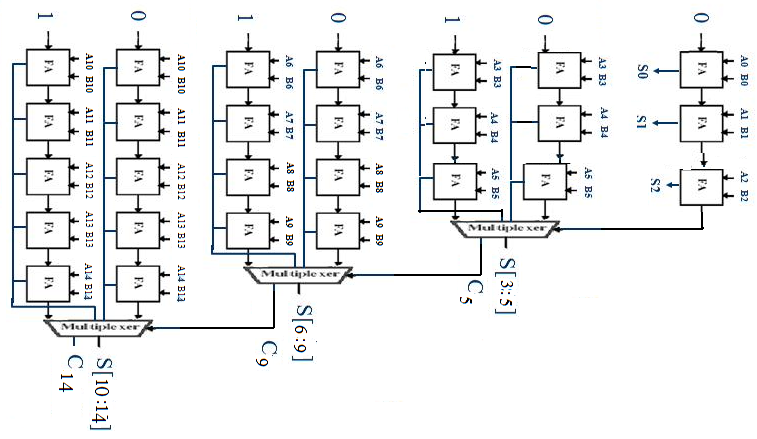 1 0 1 0 0
A10 B10 FA A10 B10 FA A6 B6 FA A6 B6 FA A3 B3 FA A3 B3 FA A0 B0 FA S0
A11 B11 FA A11 B11 FA A7 B7 FA A7 B7 FA A4 B4 FA A4 B4 FA A1 B1 FA S1
A12 B12 FA A12 B12 FA A8 B8 FA A8 B8 FA A5 B5 FA A5 B5 FA A2 B2 FA S2
A13 B13 FA A13 B13 FA A9 B9 FA A9 B9 FA Multiplexer
A14 B14 FA A14 B14 FA Multiplexer C5 S[3:5]
Multiplexer C9 S[6:9]
C14 S[10:14]